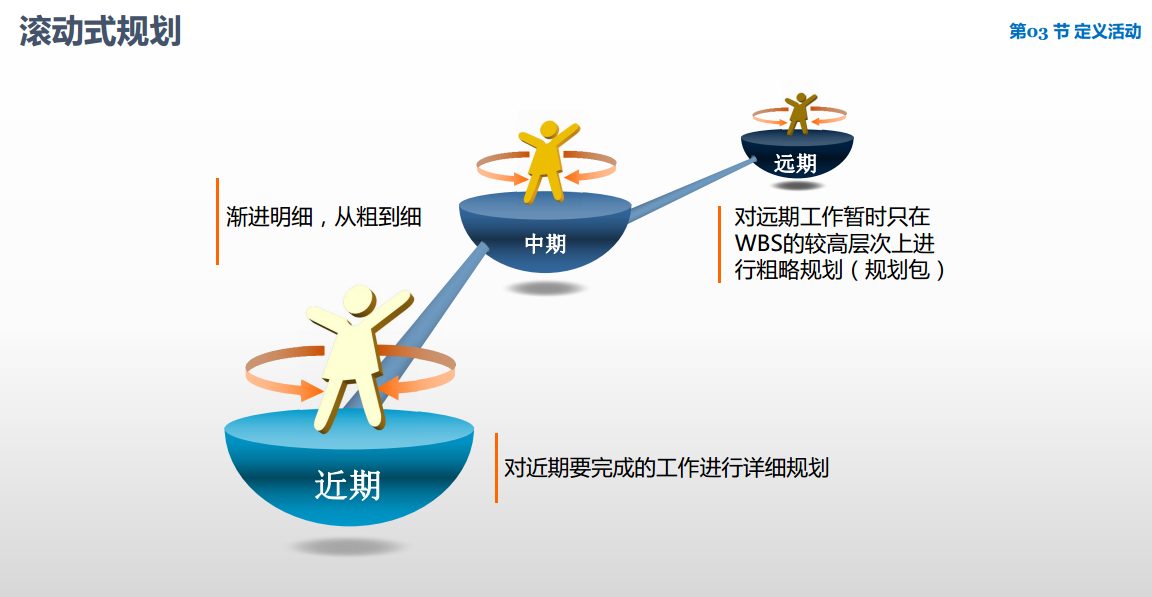 滚动式规划
第03 节 定义活动
远期
中期
渐进明细，从粗到细
对远期工作暂时只在
WBS的较高层次上进
行粗略规划（规划包）
近期
对近期要完成的工作进行详细规划